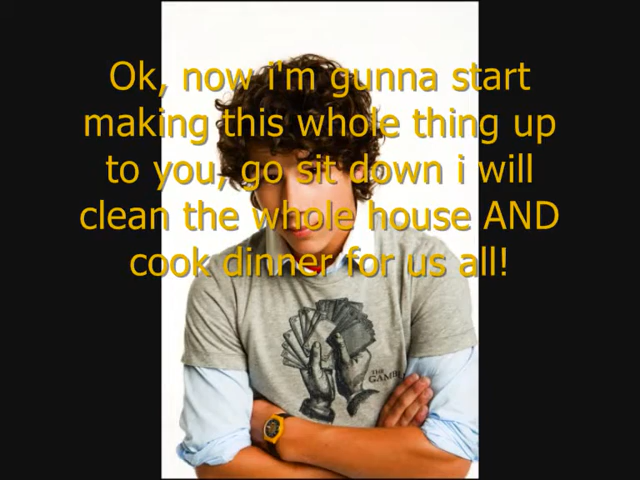 Ok, now i'm gunna start
making this whole thing up
to you, go sit down i will
clean the whole house AND
cook dinner for us all!
THE